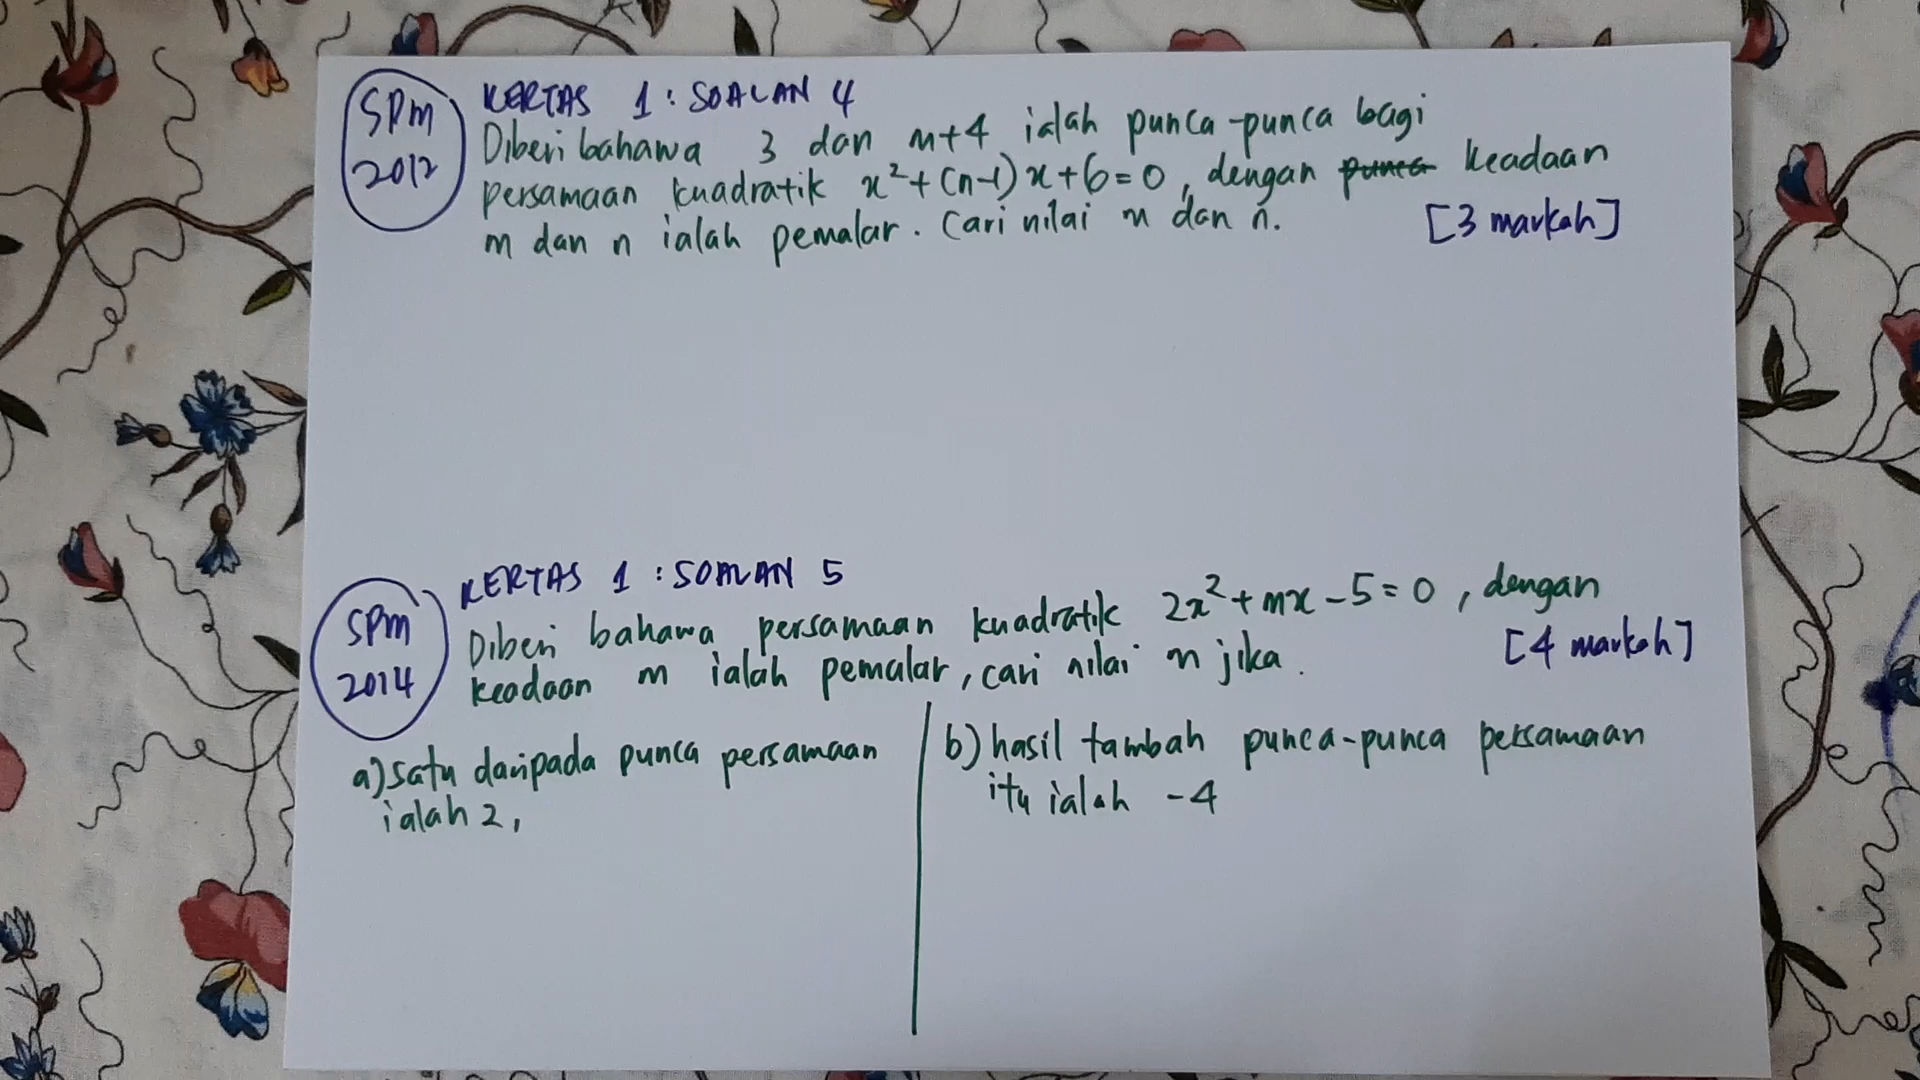 SPM
2012
KERTAS 1 : SOALAN 4
Diberi bahawa 3 dan m+4 ialah punca-punca bagi
persamaan kuadratik x²+(n-1)x+6=0, dengan punca keadaan
m dan n ialah pemalar. Cari nilai m dan n.
[3 markah]
SPM
2014
KERTAS 1 : SOALAN 5
Diberi bahawa persamaan kuadratik 2x²+mx-5=0, dengan
keadaan m ialah pemalar, cari nilai m jika.
[4 markah]
a) satu daripada punca persamaan
ialah 2,
b) hasil tambah punca-punca persamaan
itu ialah -4